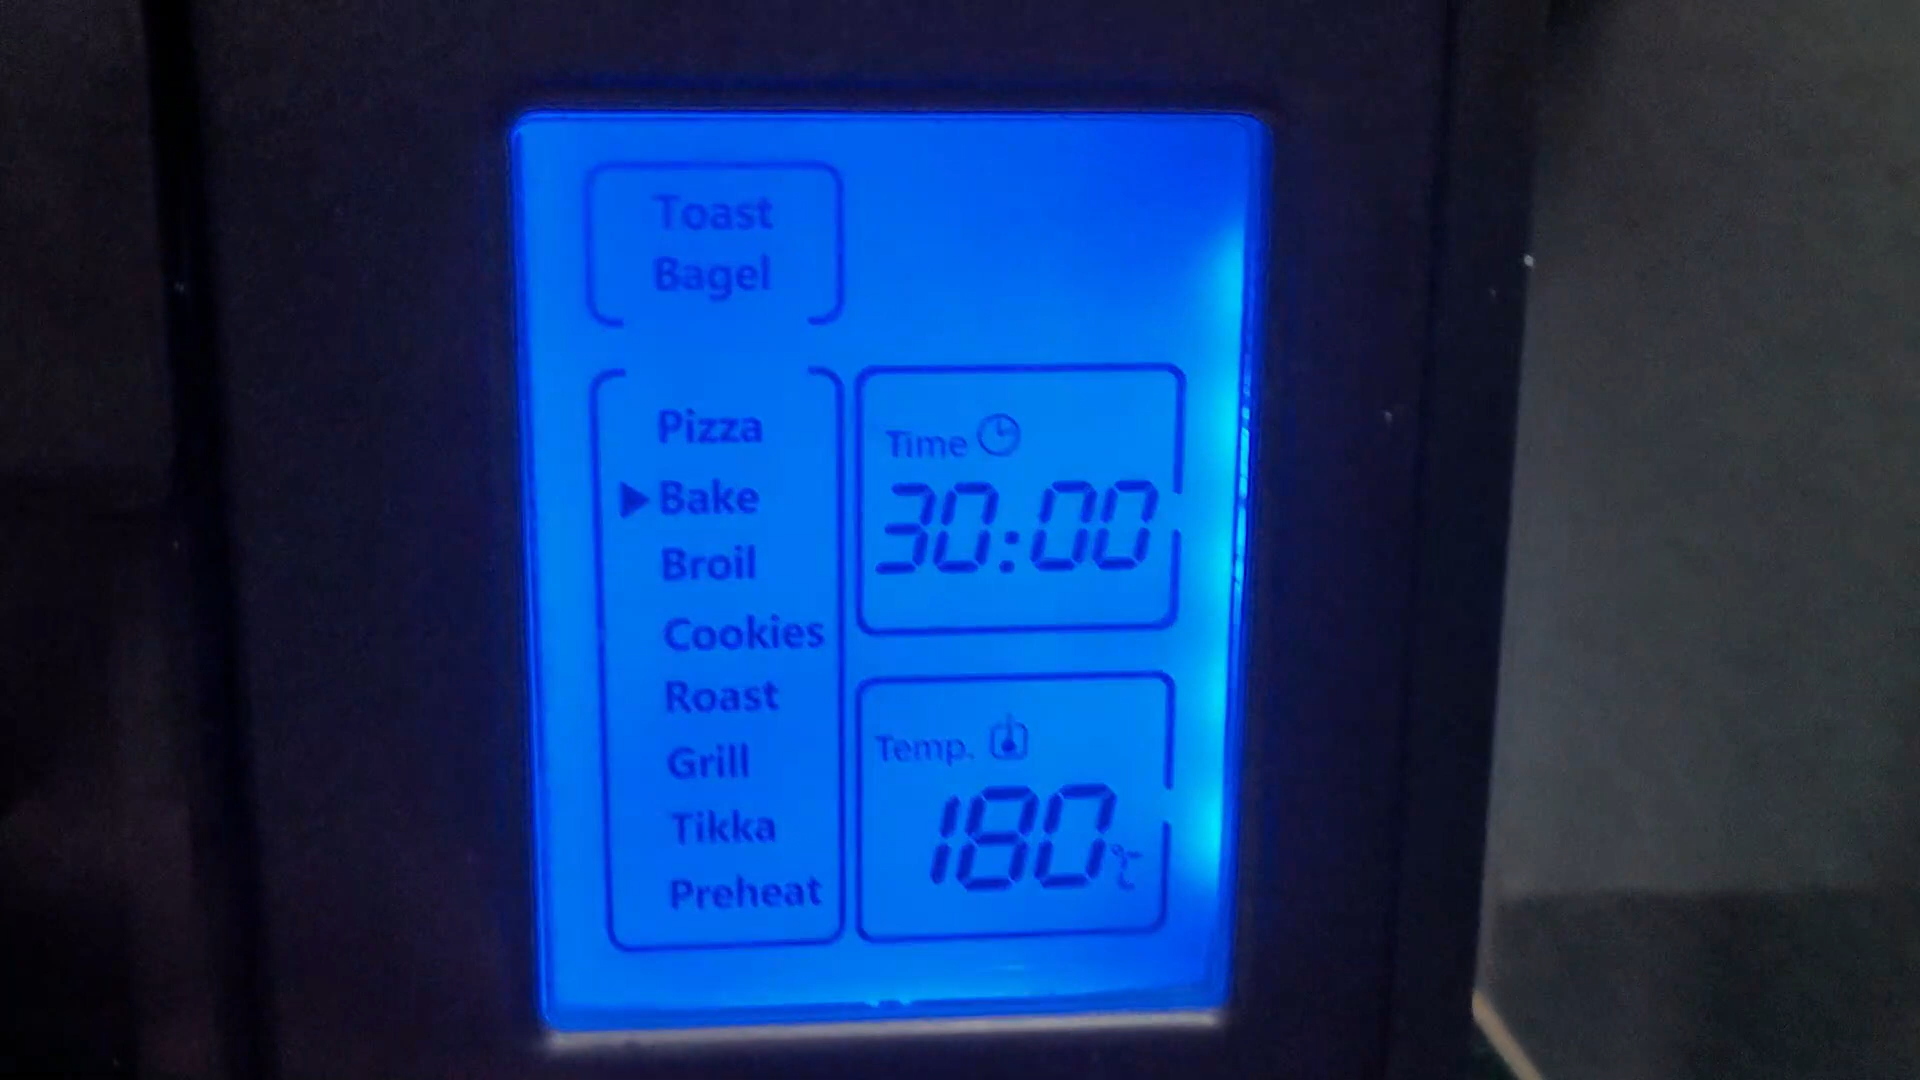 Toast
Bagel
Pizza
Bake
Broil
Cookies
Roast
Grill
Tikka
Preheat
Time
30:00
Temp.
180°C